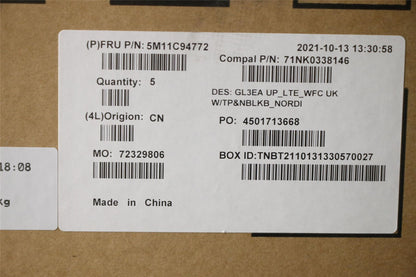 (P)FRU P/N: 5M11C94772
2021-10-13 13:30:58
Compal P/N: 71NK0338146
Quantity: 5
DES: GL3EA UP_LTE_WFC UK
W/TP&NBLKB_NORDI
(4L)Origion: CN
PO: 4501713668
MO: 72329806
BOX ID:TNBT2110131330570027
Made in China
18:08
kg